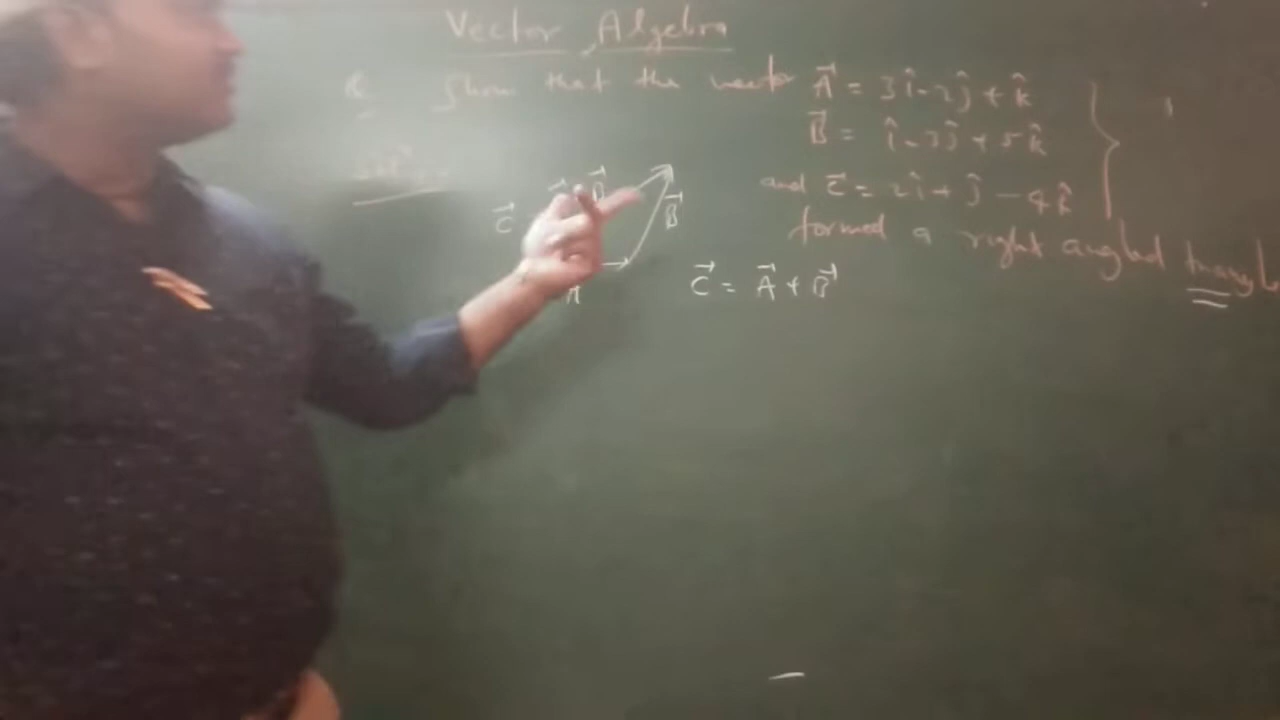 Vector Algebra
Q Show that the vector A⃗ = 3î - 2ĵ + k̂
B⃗ = î - 3ĵ + 5k̂
and C⃗ = 2î + ĵ - 4k̂
formed a right angled triangle
B⃗
C⃗ B⃗
A⃗ C⃗ = A⃗ + B⃗